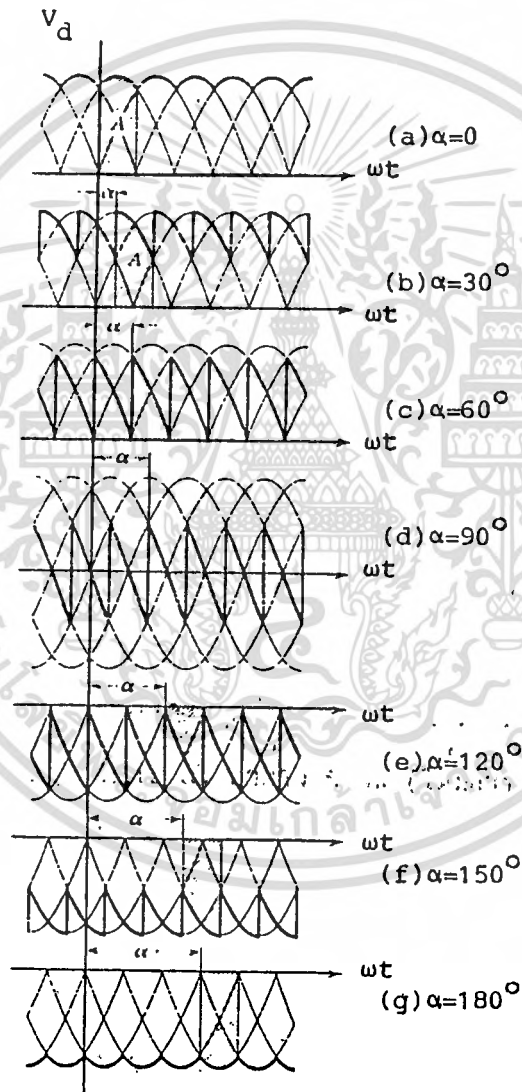 V_d
A
(a)α=0
ωt
α
A
(b)α=30°
ωt
α
(c)α=60°
ωt
α
(d)α=90°
ωt
α
ωt
(e)α=120°
α
ωt
(f)α=150°
α
ωt
(g)α=180°